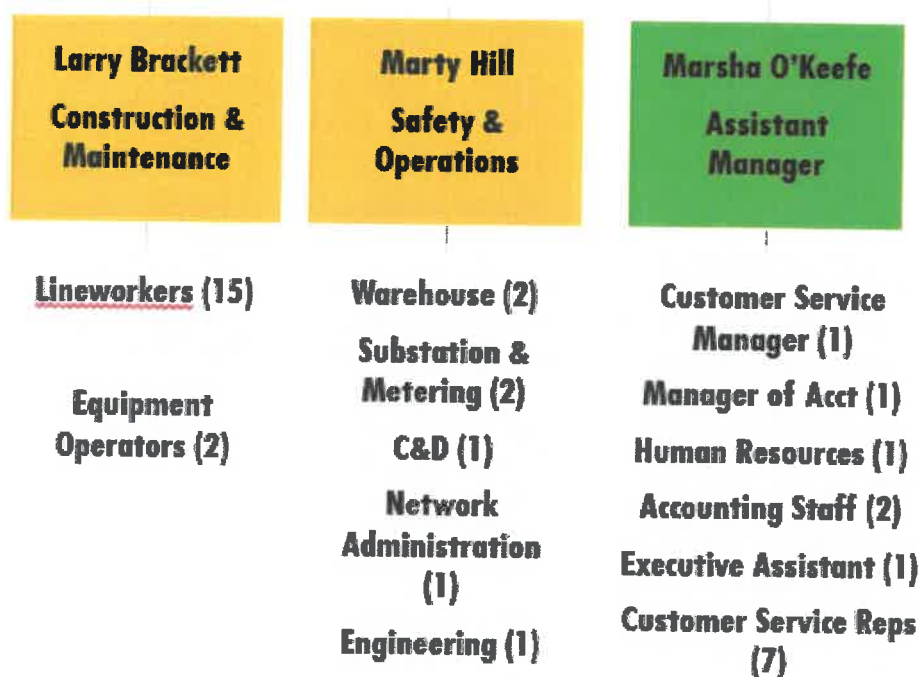 Larry Brackett
Construction &
Maintenance
Lineworkers (15)
Equipment
Operators (2)
Marty Hill
Safety &
Operations
Warehouse (2)
Substation &
Metering (2)
C&D (1)
Network
Administration
(1)
Engineering (1)
Marsha O'Keefe
Assistant
Manager
Customer Service
Manager (1)
Manager of Acct (1)
Human Resources (1)
Accounting Staff (2)
Executive Assistant (1)
Customer Service Reps
(7)